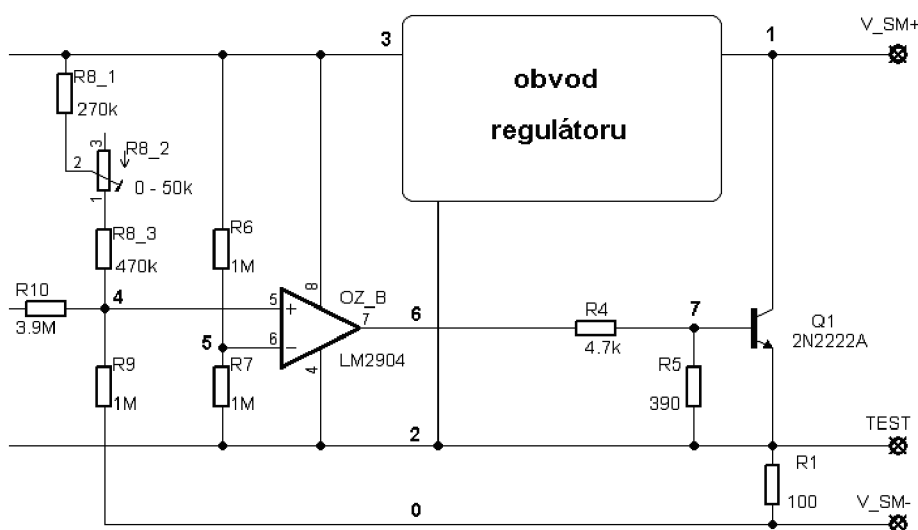 3
1
V_SM+
obvod
regulátoru
R8_1
270k
3
2
R8_2
0 - 50k
1
R8_3
470k
R6
1M
R10
3.9M
4
5
+
8
OZ_B
7
6
R4
4.7k
7
Q1
2N2222A
5
6
−
4
LM2904
R9
1M
R7
1M
R5
390
TEST
2
R1
100
V_SM-
0